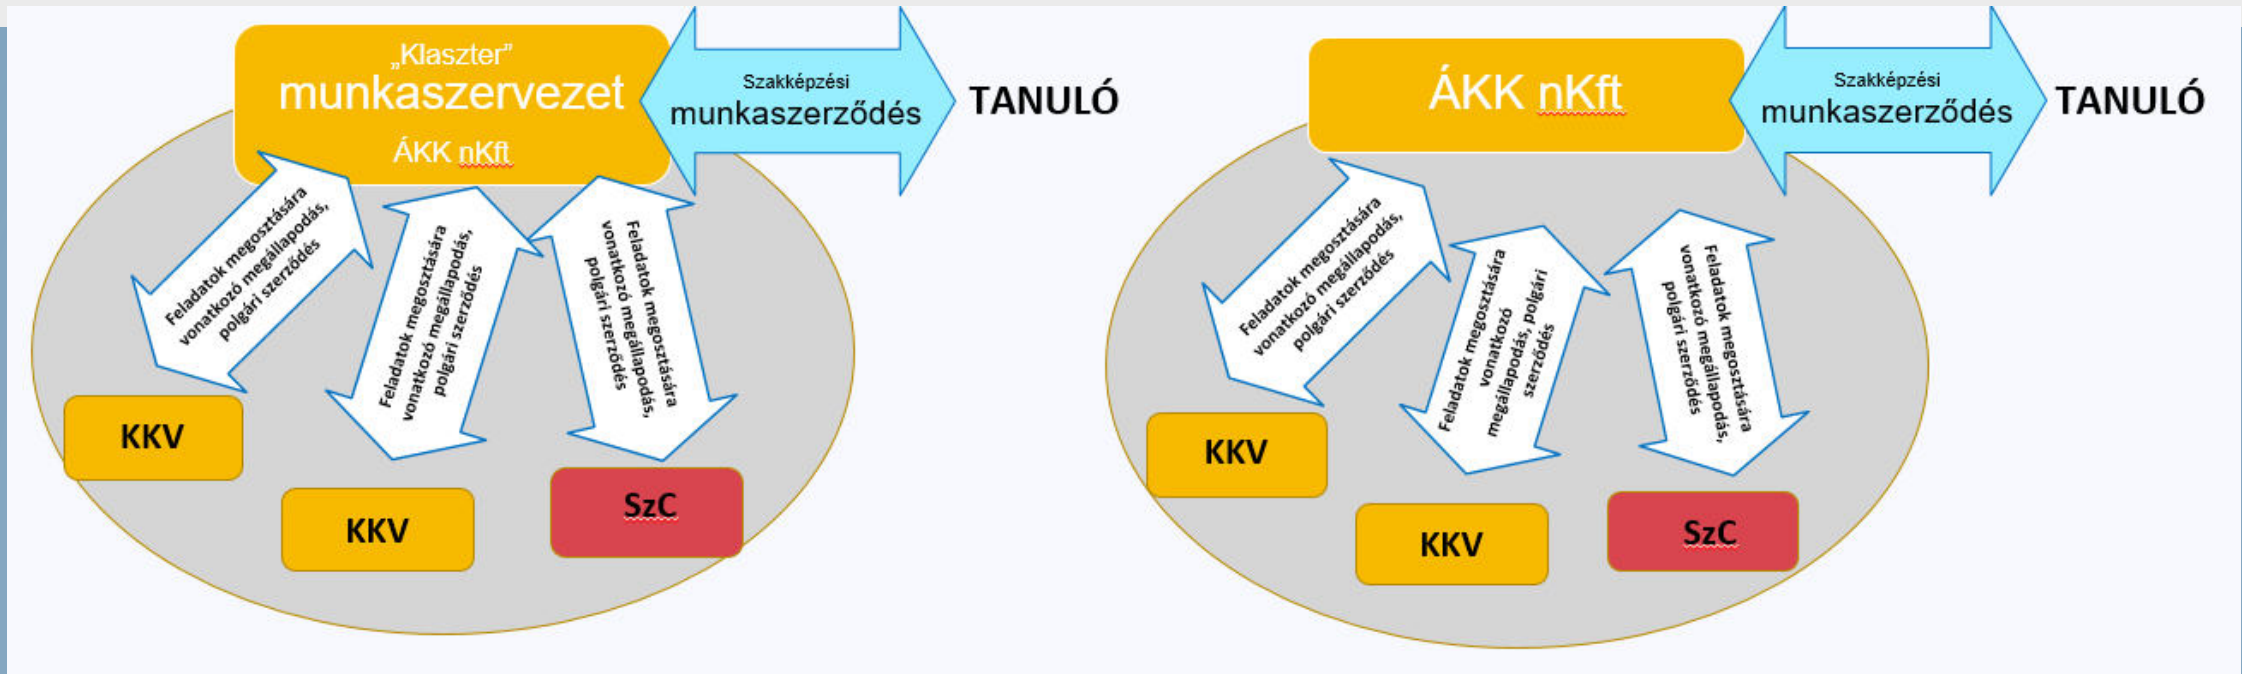 „Klaszter”
munkaszervezet
ÁKK nKft
Szakképzési
munkaszerződés
TANULÓ
Feladatok megosztására
vonatkozó megállapodás,
polgári szerződés
Feladatok megosztására
vonatkozó megállapodás,
polgári szerződés
Feladatok megosztására
vonatkozó megállapodás,
polgári szerződés
KKV
KKV
SzC
ÁKK nKft
Szakképzési
munkaszerződés
TANULÓ
Feladatok megosztására
vonatkozó megállapodás,
polgári szerződés
Feladatok megosztására
vonatkozó
megállapodás, polgári
szerződés
Feladatok megosztására
vonatkozó megállapodás,
polgári szerződés
KKV
KKV
SzC